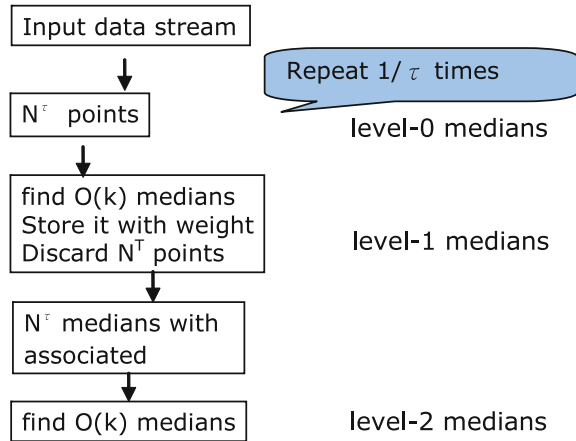 Input data stream
Repeat 1/ τ times
N^τ points
level-0 medians
find O(k) medians
Store it with weight
Discard N^T points
level-1 medians
N^τ medians with
associated
find O(k) medians
level-2 medians